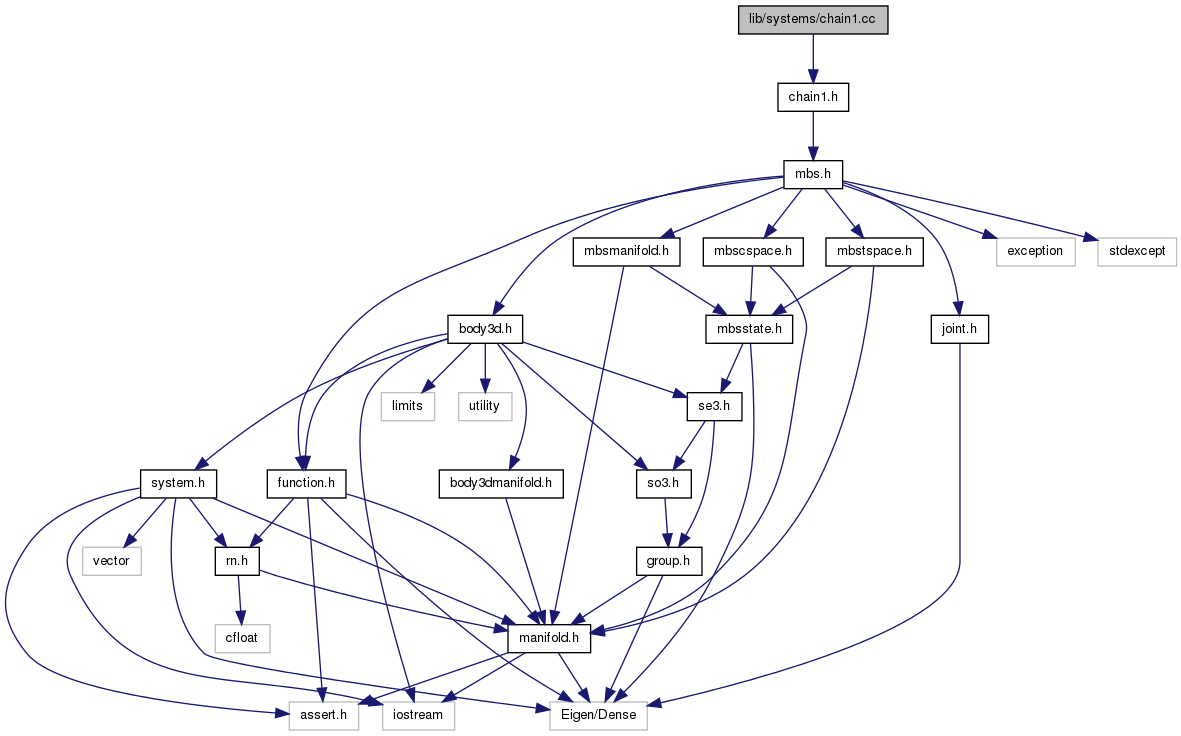 lib/systems/chain1.cc
chain1.h
mbs.h
mbsmanifold.h
mbscspace.h
mbstspace.h
exception
stdexcept
body3d.h
mbsstate.h
joint.h
limits
utility
se3.h
system.h
function.h
body3dmanifold.h
so3.h
vector
rn.h
group.h
cfloat
manifold.h
assert.h
iostream
Eigen/Dense